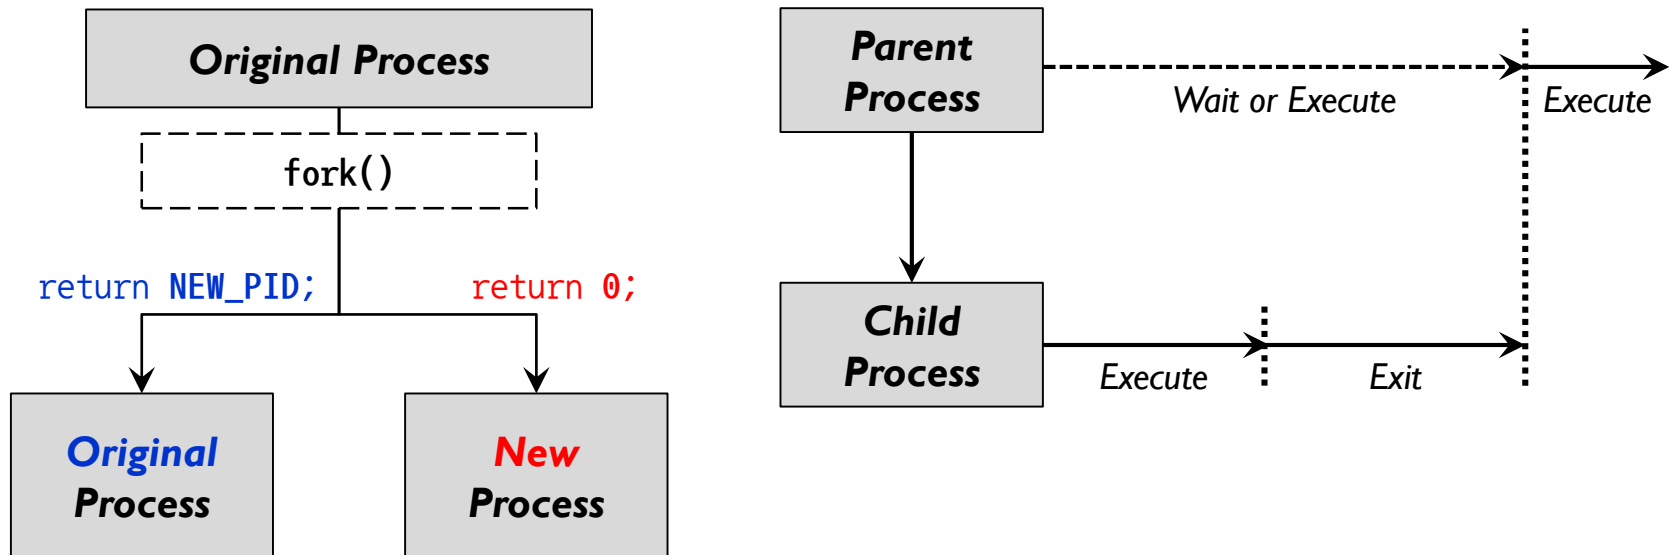 Original Process
fork()
return NEW_PID;
return 0;
Original
Process
New
Process
Parent
Process
Wait or Execute
Execute
Child
Process
Execute
Exit